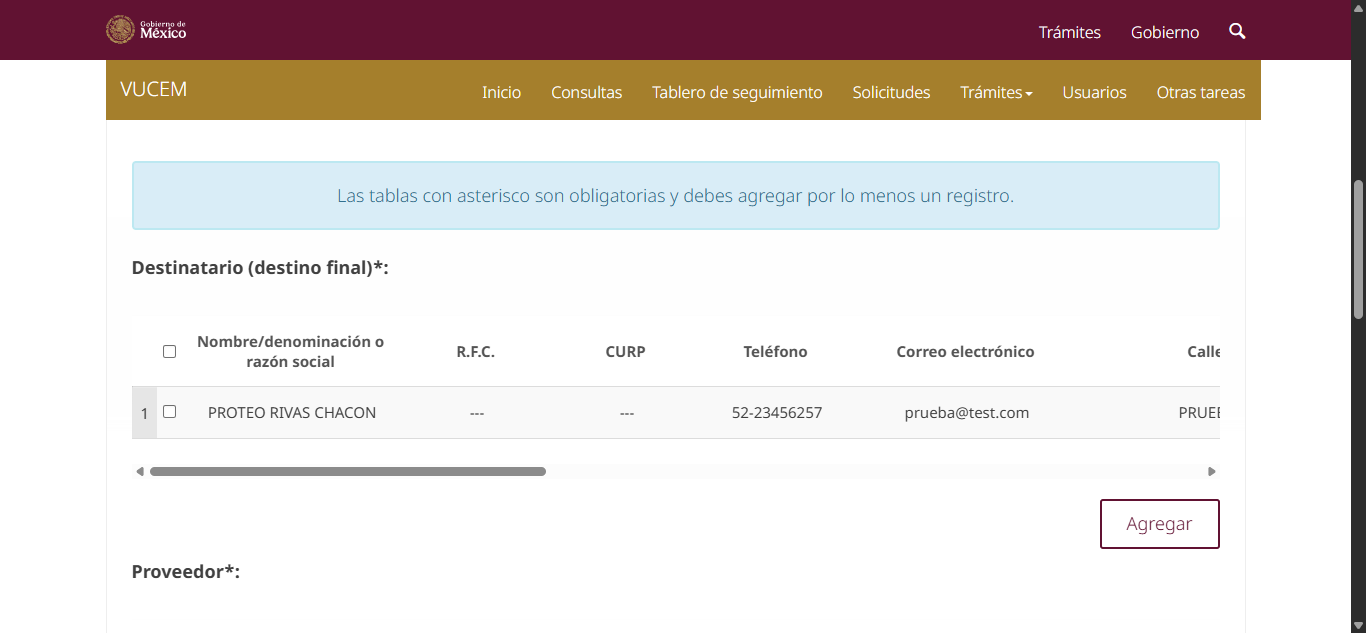 Gobierno de
México
Trámites Gobierno
VUCEM Inicio Consultas Tablero de seguimiento Solicitudes Trámites Usuarios Otras tareas
Las tablas con asterisco son obligatorias y debes agregar por lo menos un registro.
Destinatario (destino final)*:
Nombre/denominación o
razón social
R.F.C. CURP Teléfono Correo electrónico Calle
1 PROTEO RIVAS CHACON --- --- 52-23456257 prueba@test.com PRUEB
Agregar
Proveedor*: